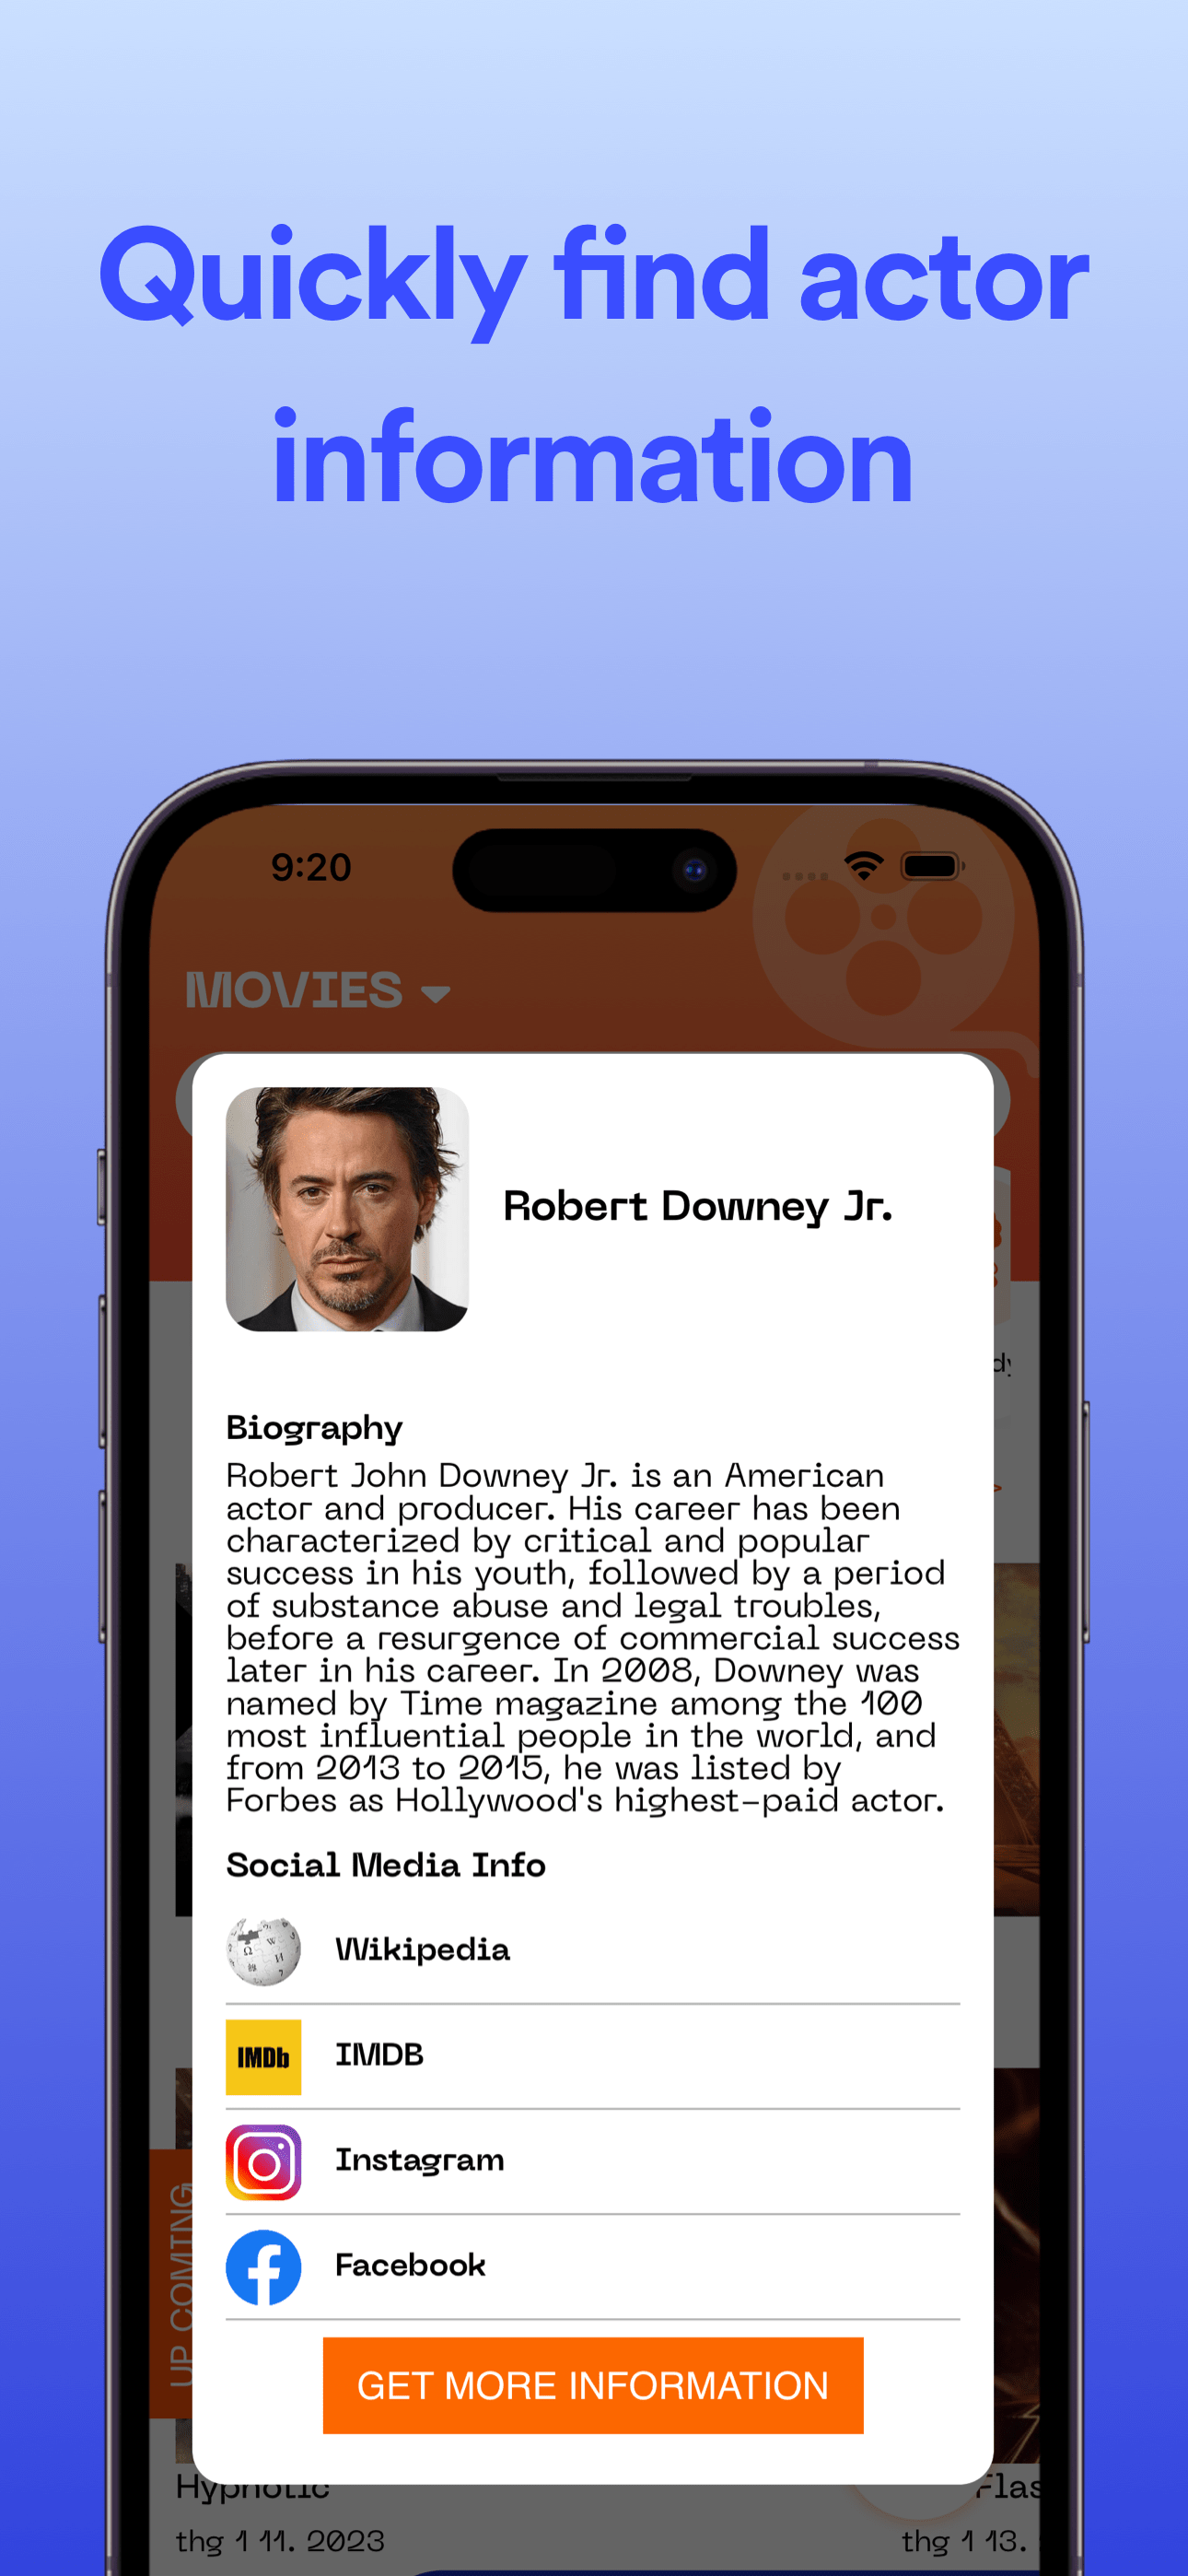 Quickly find actor
information
9:20
MOVIES
Robert Downey Jr.
Biography
Robert John Downey Jr. is an American
actor and producer. His career has been
characterized by critical and popular
success in his youth, followed by a period
of substance abuse and legal troubles,
before a resurgence of commercial success
later in his career. In 2008, Downey was
named by Time magazine among the 100
most influential people in the world, and
from 2013 to 2015, he was listed by
Forbes as Hollywood's highest-paid actor.
Social Media Info
Wikipedia
IMDb IMDB
Instagram
Facebook
UP COMING
GET MORE INFORMATION
Hypnotic
thg 1 11. 2023
thg 1 13.